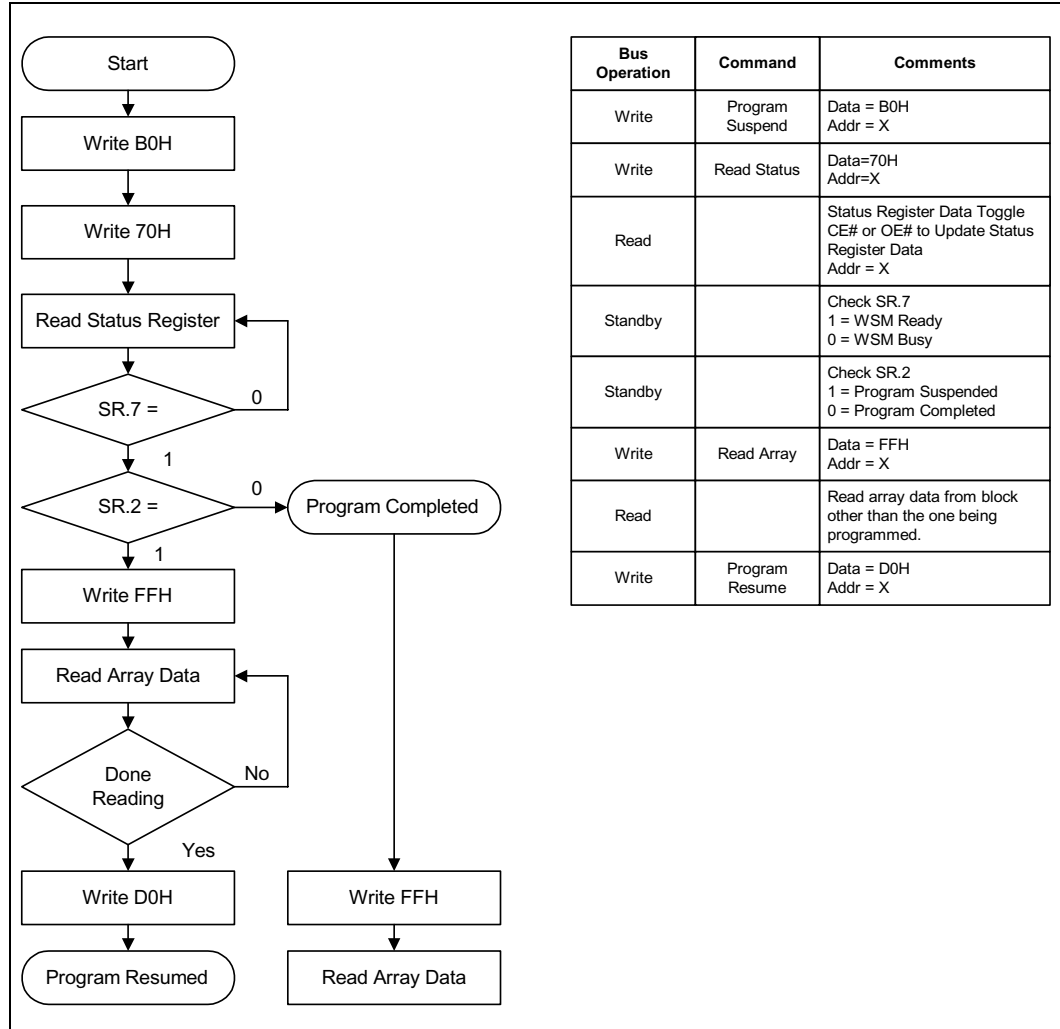 Start
Write B0H
Write 70H
Read Status Register
SR.7 =
0
1
SR.2 =
0
Program Completed
1
Write FFH
Read Array Data
Done
Reading
No
Yes
Write D0H
Program Resumed
Write FFH
Read Array Data
Bus
Operation
Command
Comments
Write
Program
Suspend
Data = B0H
Addr = X
Write
Read Status
Data=70H
Addr=X
Read
Status Register Data Toggle
CE# or OE# to Update Status
Register Data
Addr = X
Standby
Check SR.7
1 = WSM Ready
0 = WSM Busy
Standby
Check SR.2
1 = Program Suspended
0 = Program Completed
Write
Read Array
Data = FFH
Addr = X
Read
Read array data from block
other than the one being
programmed.
Write
Program
Resume
Data = D0H
Addr = X